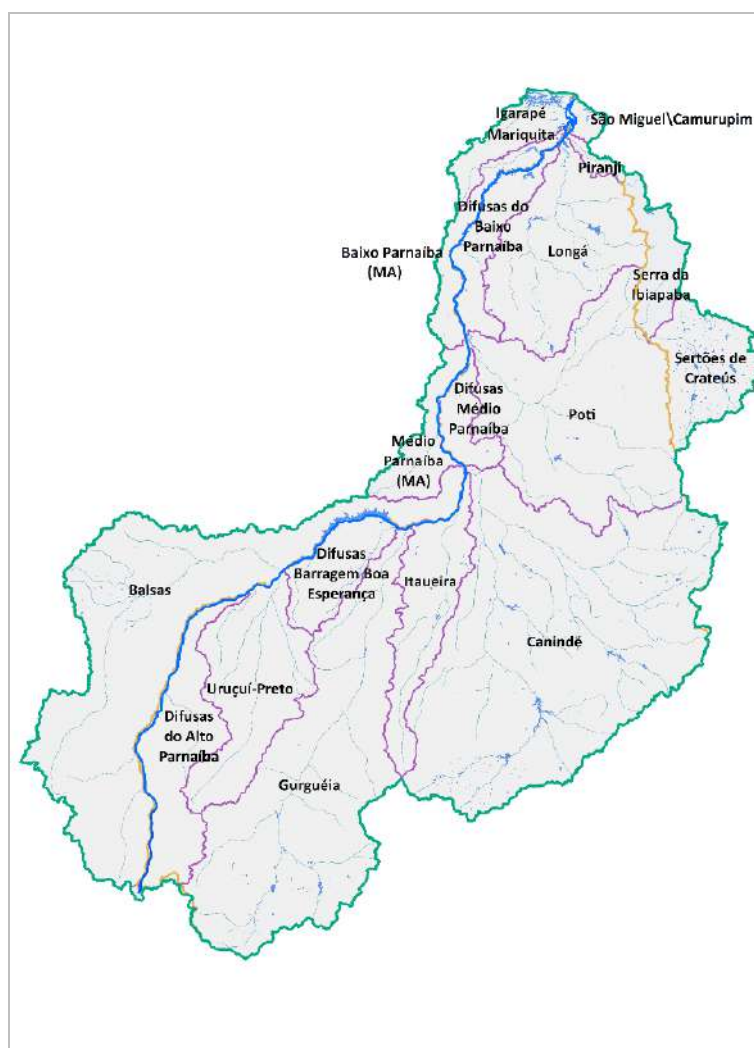 Igarapé
Mariquita
São Miguel\Camurupim
Piranji
Difusas do
Baixo
Parnaíba
Longá
Baixo Parnaíba
(MA)
Serra da
Ibiapaba
Sertões de
Crateús
Difusas
Médio
Parnaíba
Poti
Médio
Parnaíba
(MA)
Difusas
Barragem Boa
Esperança
Itaueira
Balsas
Canindé
Uruçuí-Preto
Difusas
do Alto
Parnaíba
Gurguéia